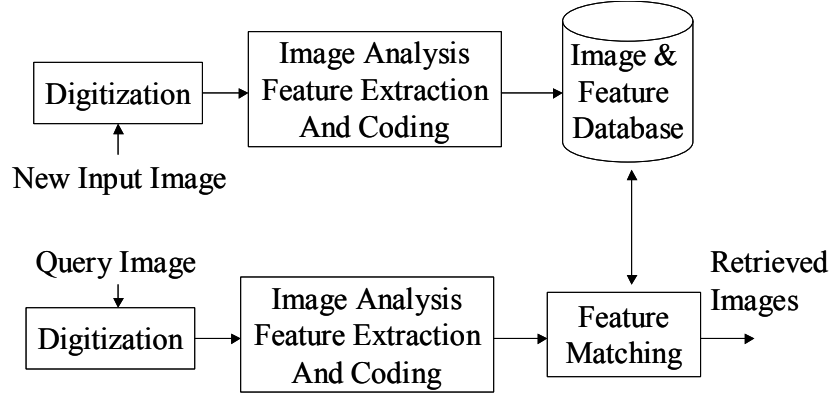 Digitization
Image Analysis
Feature Extraction
And Coding
Image &
Feature
Database
New Input Image
Query Image
Digitization
Image Analysis
Feature Extraction
And Coding
Feature
Matching
Retrieved
Images